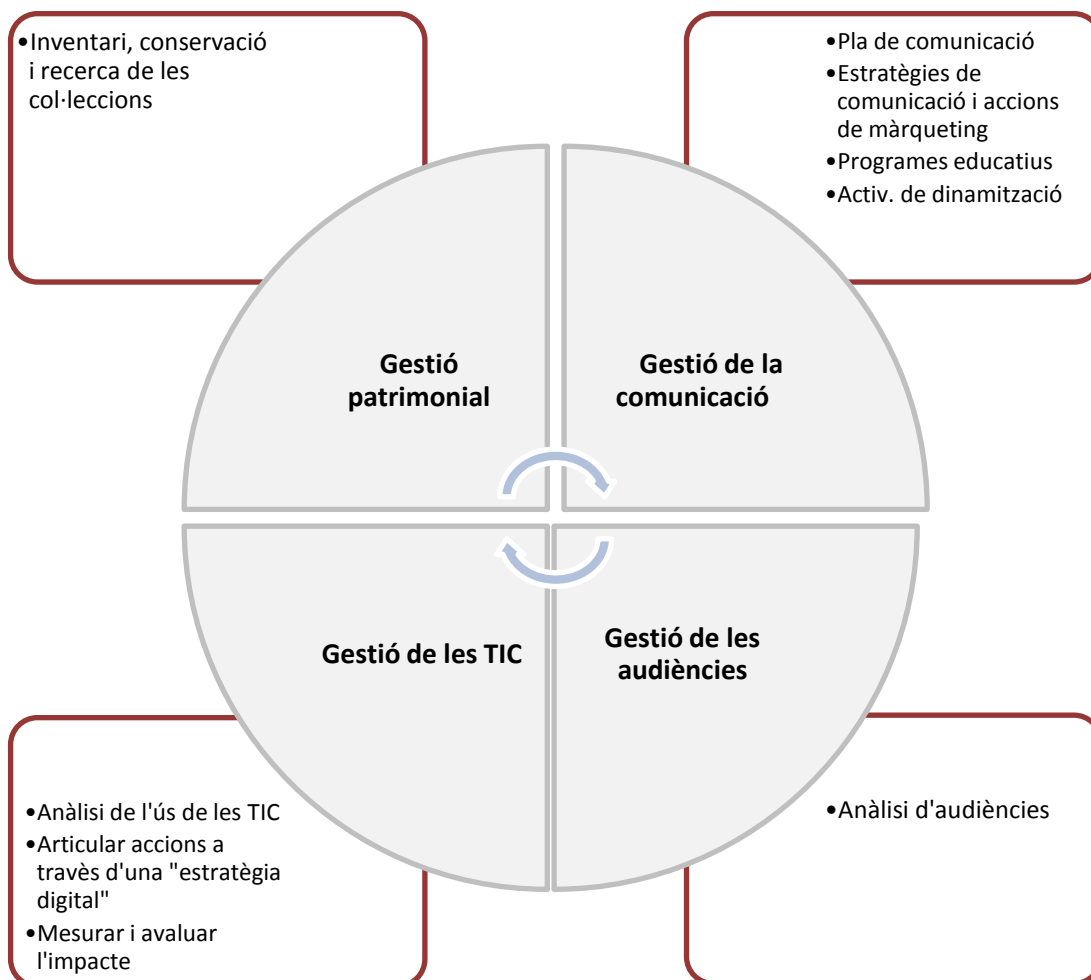 •Inventari, conservació
i recerca de les
col·leccions
•Pla de comunicació
•Estratègies de
comunicació i accions
de màrqueting
•Programes educatius
•Activ. de dinamització
Gestió
patrimonial
Gestió de la
comunicació
Gestió de les TIC
Gestió de les
audiències
•Anàlisi de l'ús de les TIC
•Articular accions a
través d'una "estratègia
digital"
•Mesurar i avaluar
l'impacte
•Anàlisi d'audiències